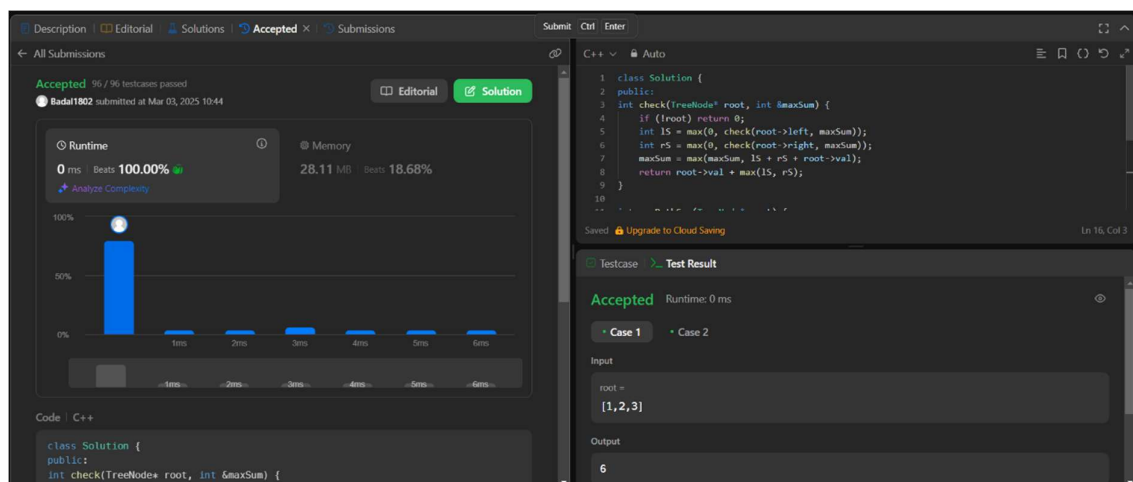 Description | Editorial | Solutions | Accepted × | Submissions
Submit Ctrl Enter
← All Submissions
Accepted 96 / 96 testcases passed
Badal1802 submitted at Mar 03, 2025 10:44
Editorial
Solution
Runtime
0 ms | Beats 100.00%
Analyze Complexity
Memory
28.11 MB | Beats 18.68%
100%
50%
0%
1ms 2ms 3ms 4ms 5ms 6ms
1ms 2ms 3ms 4ms 5ms 6ms
Code | C++
class Solution {
public:
int check(TreeNode* root, int &maxSum) {
C++ Auto
1 class Solution {
2 public:
3 int check(TreeNode* root, int &maxSum) {
4 if (!root) return 0;
5 int lS = max(0, check(root->left, maxSum));
6 int rS = max(0, check(root->right, maxSum));
7 maxSum = max(maxSum, lS + rS + root->val);
8 return root->val + max(lS, rS);
9 }
10
Saved Upgrade to Cloud Saving
Ln 16, Col 3
Testcase | >_ Test Result
Accepted Runtime: 0 ms
• Case 1 • Case 2
Input
root =
[1,2,3]
Output
6